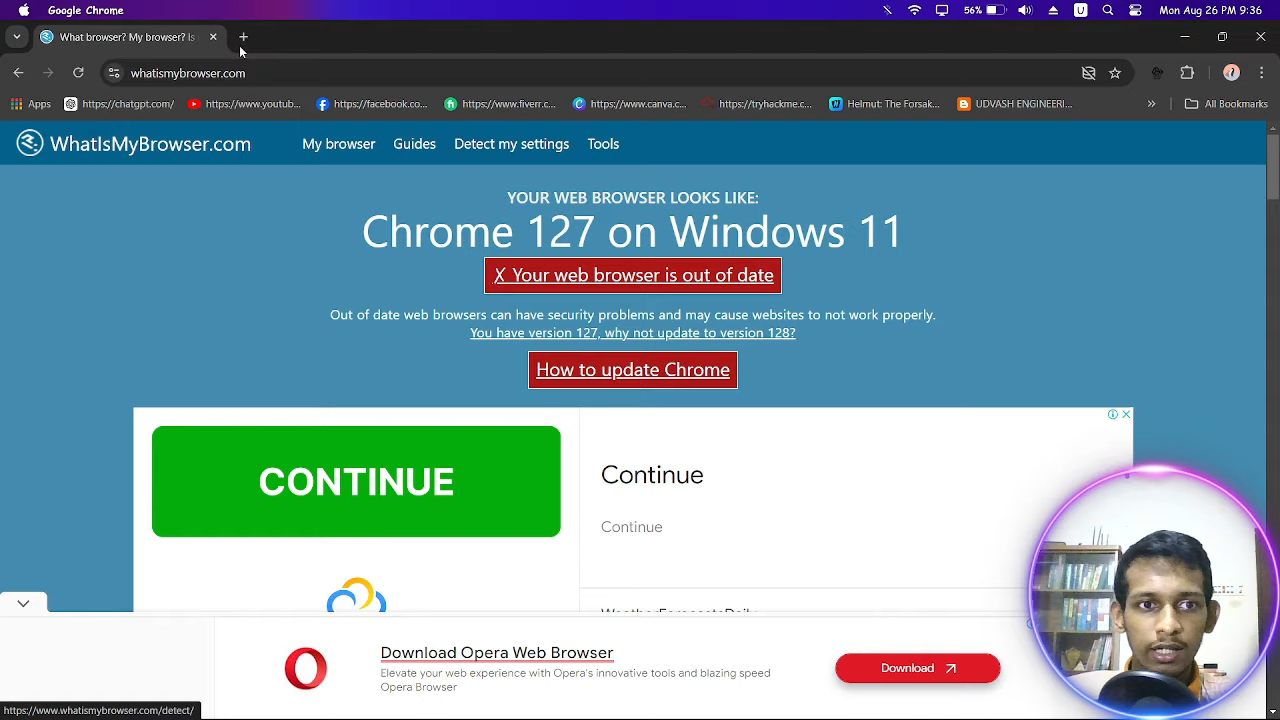 Google Chrome
56%
U
Mon Aug 26 PM 9:36
What browser? My browser? Is
whatismybrowser.com
Apps
https://chatgpt.com/
https://www.youtub...
https://facebook.co...
https://www.fiverr.c...
https://www.canva.c...
https://tryhackme.c...
Helmut: The Forsak...
UDVASH ENGINEERI...
All Bookmarks
WhatIsMyBrowser.com
My browser
Guides
Detect my settings
Tools
YOUR WEB BROWSER LOOKS LIKE:
Chrome 127 on Windows 11
X Your web browser is out of date
Out of date web browsers can have security problems and may cause websites to not work properly.
You have version 127, why not update to version 128?
How to update Chrome
CONTINUE
Continue
Continue
WeatherForecastsDaily
Download Opera Web Browser
Elevate your web experience with Opera's innovative tools and blazing speed
Opera Browser
Download
https://www.whatismybrowser.com/detect/